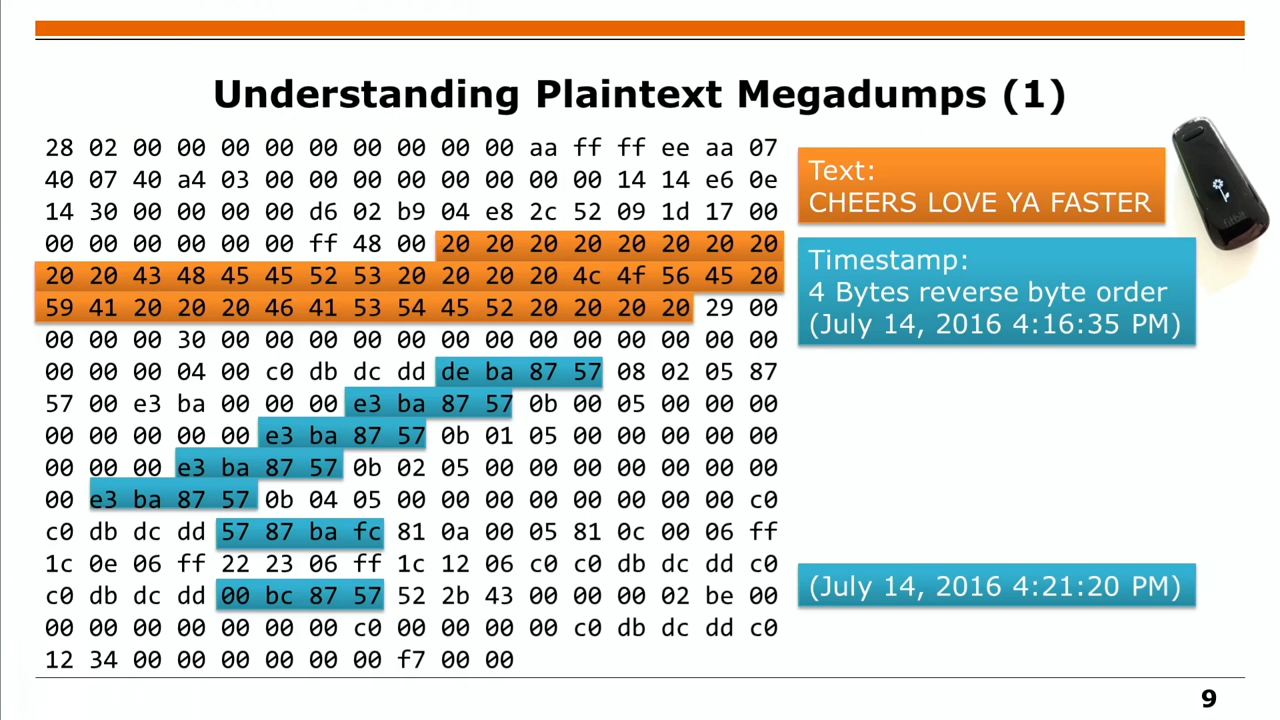 Understanding Plaintext Megadumps (1)
28 02 00 00 00 00 00 00 00 00 00 aa ff ff ee aa 07
40 07 40 a4 03 00 00 00 00 00 00 00 00 14 14 e6 0e
14 30 00 00 00 00 d6 02 b9 04 e8 2c 52 09 1d 17 00
00 00 00 00 00 00 ff 48 00 20 20 20 20 20 20 20 20
20 20 43 48 45 45 52 53 20 20 20 20 4c 4f 56 45 20
59 41 20 20 20 46 41 53 54 45 52 20 20 20 20 29 00
00 00 00 30 00 00 00 00 00 00 00 00 00 00 00 00 00
00 00 00 04 00 c0 db dc dd de ba 87 57 08 02 05 87
57 00 e3 ba 00 00 00 e3 ba 87 57 0b 00 05 00 00 00
00 00 00 00 00 e3 ba 87 57 0b 01 05 00 00 00 00 00
00 00 00 e3 ba 87 57 0b 02 05 00 00 00 00 00 00 00
00 e3 ba 87 57 0b 04 05 00 00 00 00 00 00 00 00 c0
c0 db dc dd 57 87 ba fc 81 0a 00 05 81 0c 00 06 ff
1c 0e 06 ff 22 23 06 ff 1c 12 06 c0 c0 db dc dd c0
c0 db dc dd 00 bc 87 57 52 2b 43 00 00 00 02 be 00
00 00 00 00 00 00 00 c0 00 00 00 00 c0 db dc dd c0
12 34 00 00 00 00 00 00 f7 00 00
Text:
CHEERS LOVE YA FASTER
Timestamp:
4 Bytes reverse byte order
(July 14, 2016 4:16:35 PM)
(July 14, 2016 4:21:20 PM)
fitbit
9